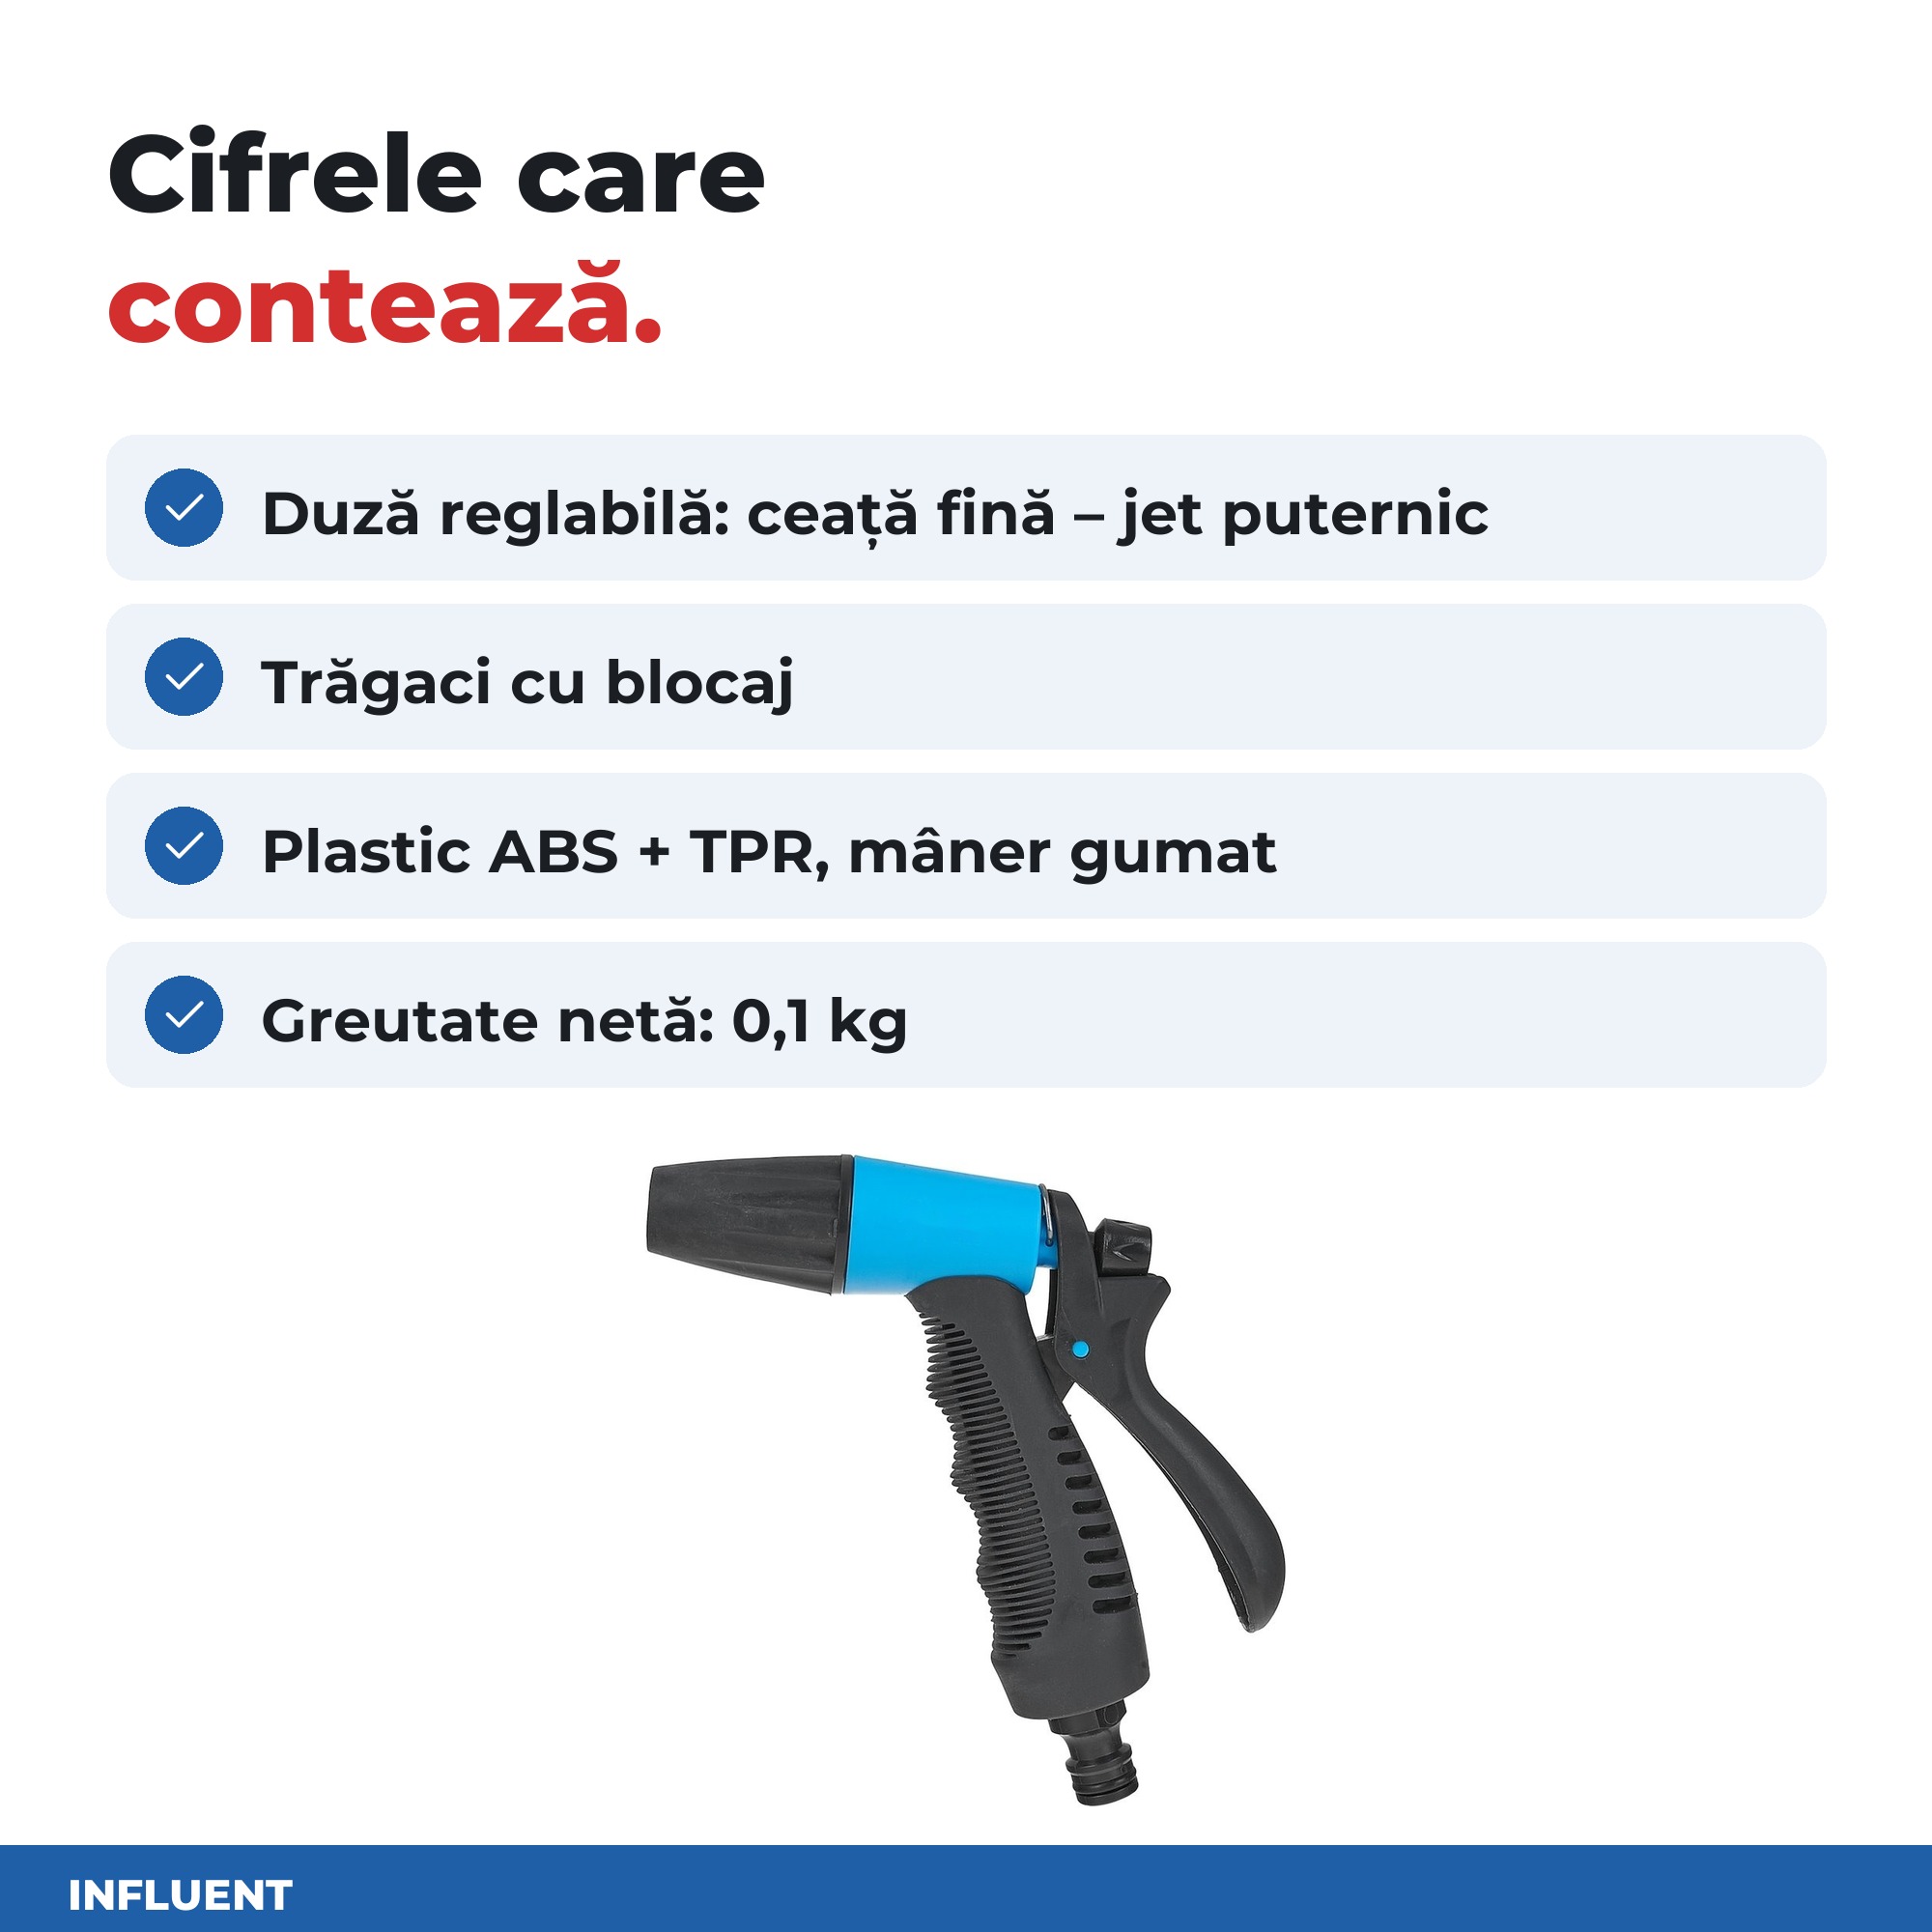 Cifrele care
contează.
Duză reglabilă: ceață fină – jet puternic
Trăgaci cu blocaj
Plastic ABS + TPR, mâner gumat
Greutate netă: 0,1 kg
INFLUENT